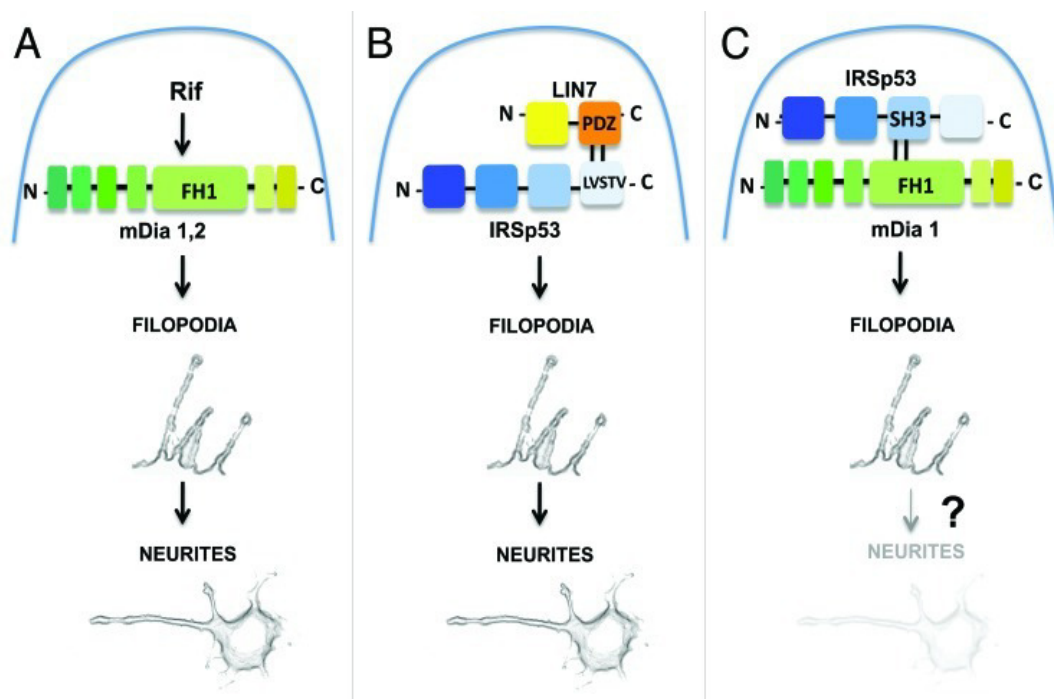 A
Rif
N - FH1 - C
mDia 1,2
FILOPODIA
NEURITES
B
LIN7
N - PDZ - C
N - LVSTV - C
IRSp53
FILOPODIA
NEURITES
C
IRSp53
N - SH3 - C
N - FH1 - C
mDia 1
FILOPODIA
?
NEURITES